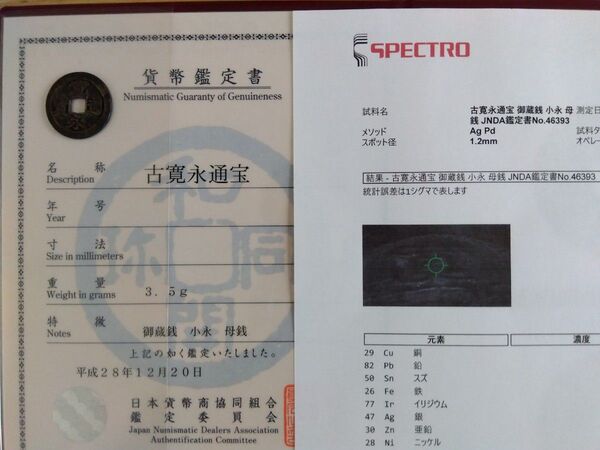 貨幣鑑定書
Numismatic Guaranty of Genuineness
名称 古寛永通宝
Description
年号
Year
寸法
Size in millimeters
重量 3.5g
Weight in grams
特徴 御蔵銭 小永 母銭
Notes
上記の如く鑑定いたしました。
平成28年12月20日
日本貨幣商協同組合
鑑定委員会
Japan Numismatic Dealers Association
Authentification Committee
SPECTRO
試料名 古寛永通宝 御蔵銭 小永 母 測定日
銭 JNDA鑑定書No.46393
メソッド Ag Pd 試料タ
スポット径 1.2mm オペレー
結果 - 古寛永通宝 御蔵銭 小永 母銭 JNDA鑑定書No.46393
統計誤差は1シグマで表します
元素 濃度
29 Cu 銅
82 Pb 鉛
50 Sn スズ
26 Fe 鉄
77 Ir イリジウム
47 Ag 銀
30 Zn 亜鉛
28 Ni ニッケル